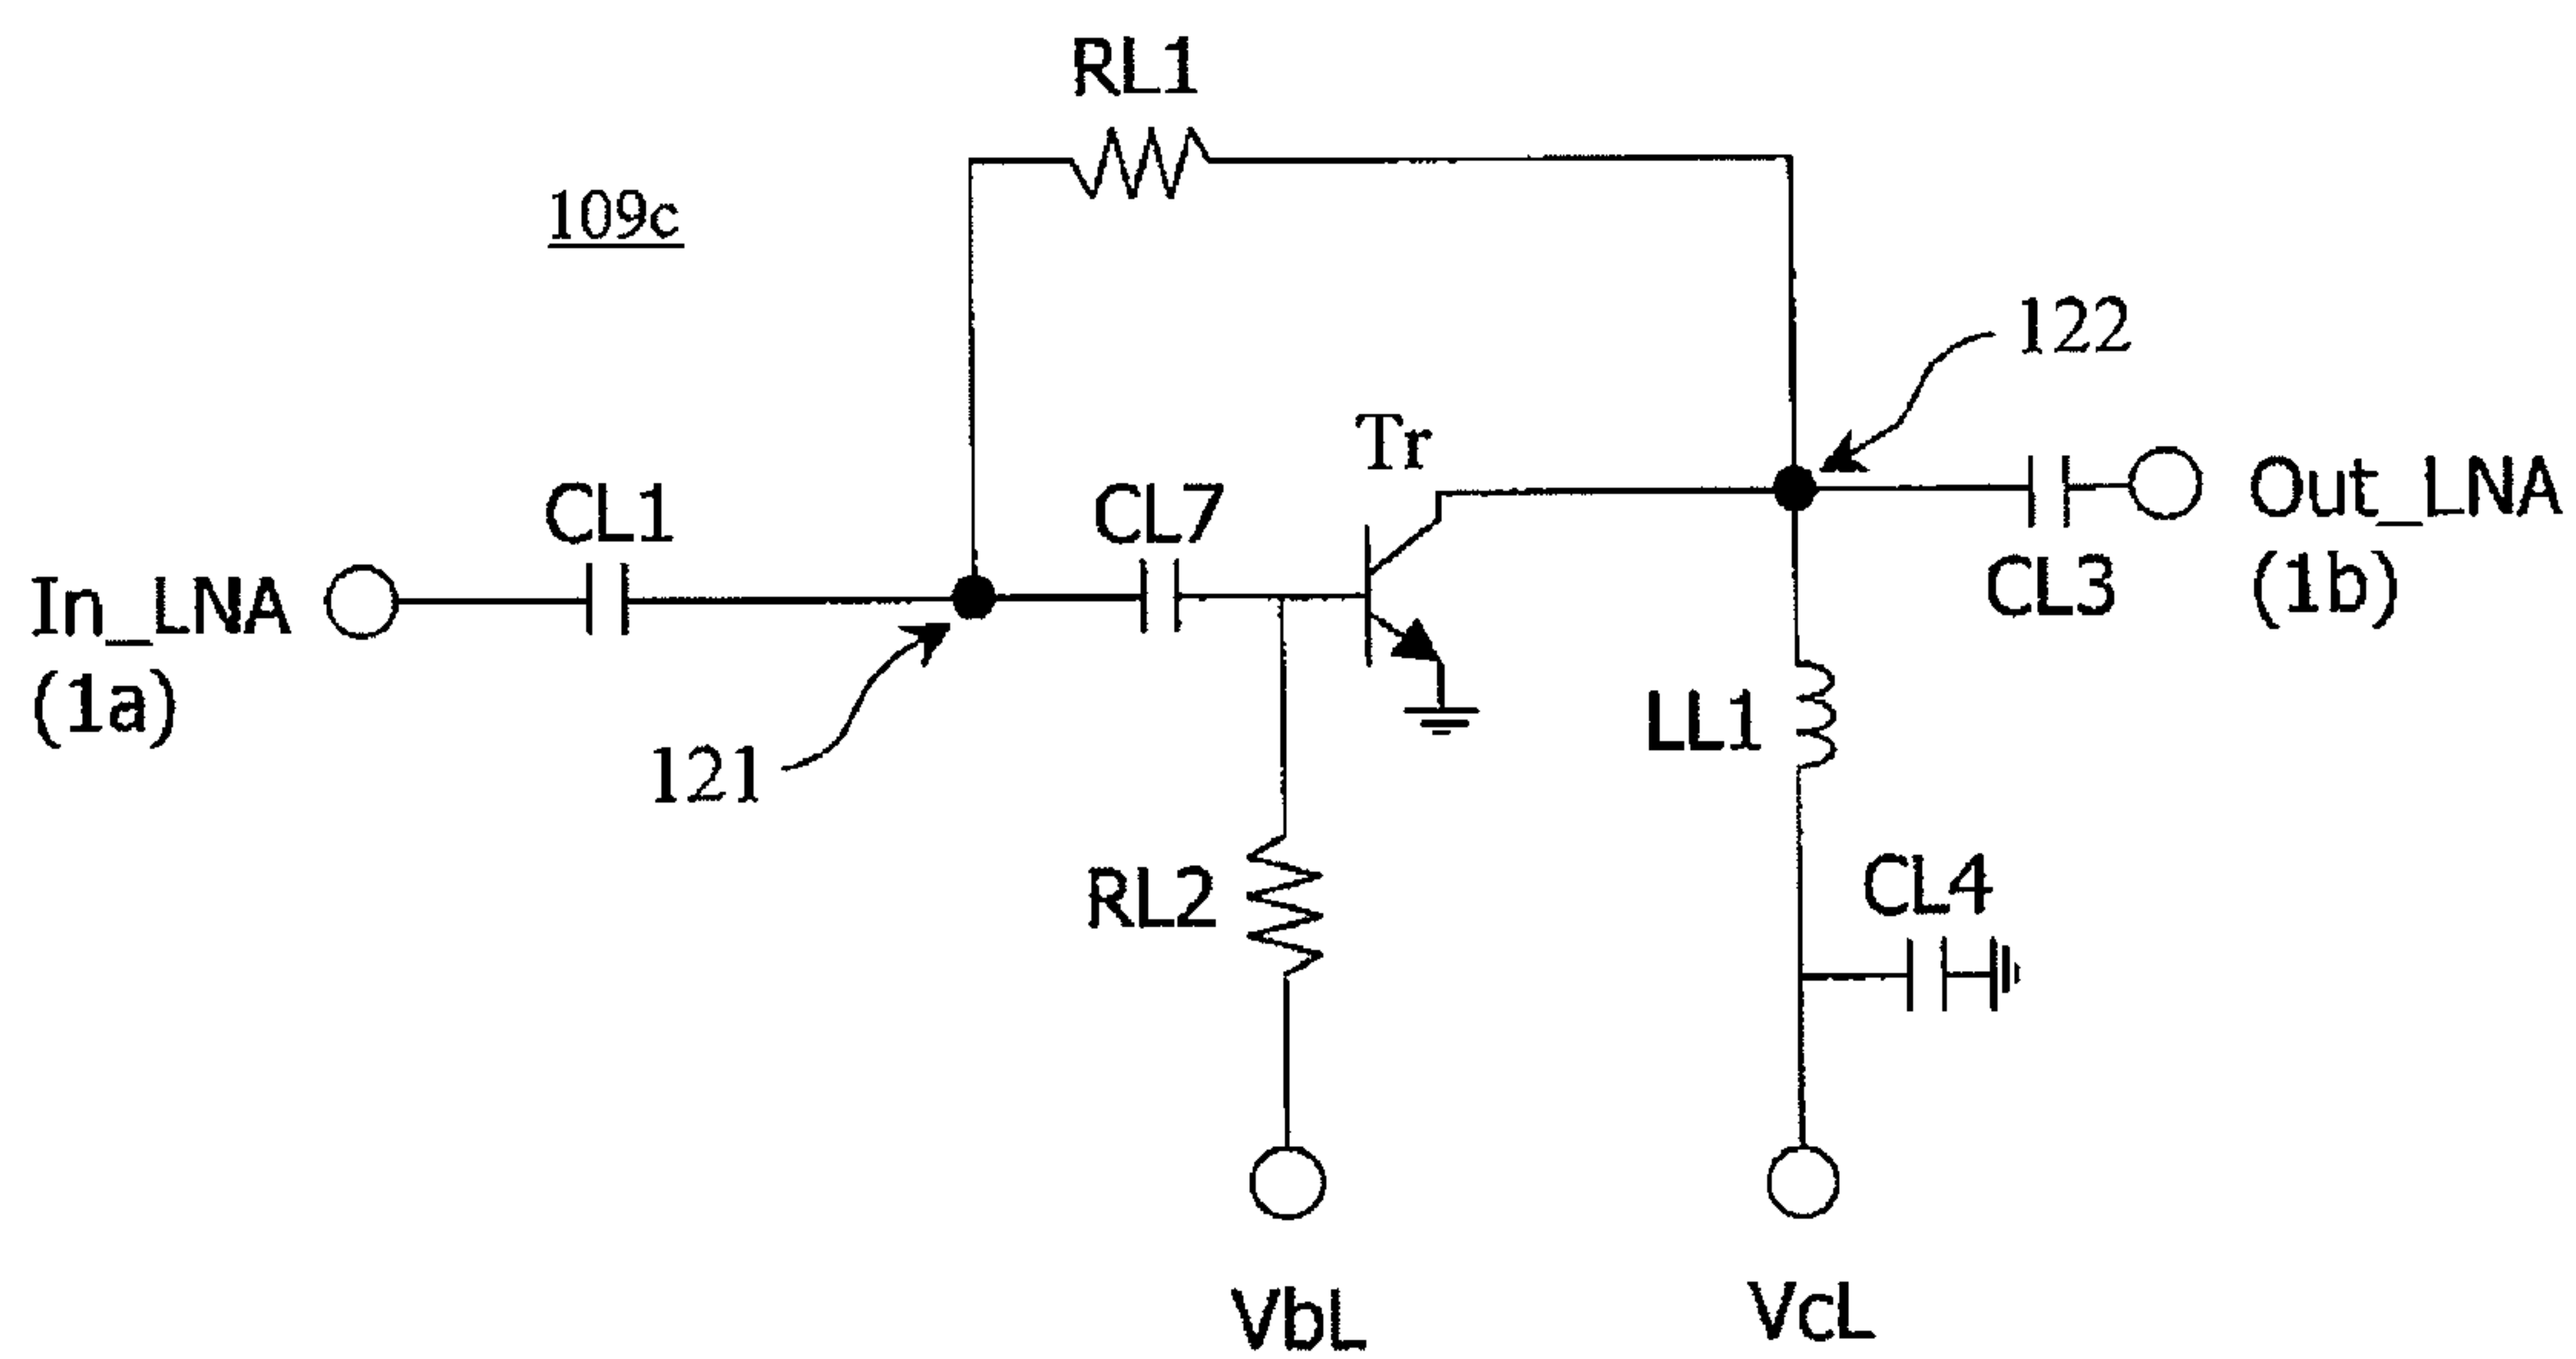 RL1
109c
122
Tr
CL1
CL7
Out_LNA
(1b)
CL3
In_LNA
(1a)
121
LL1
RL2
CL4
VbL
VcL